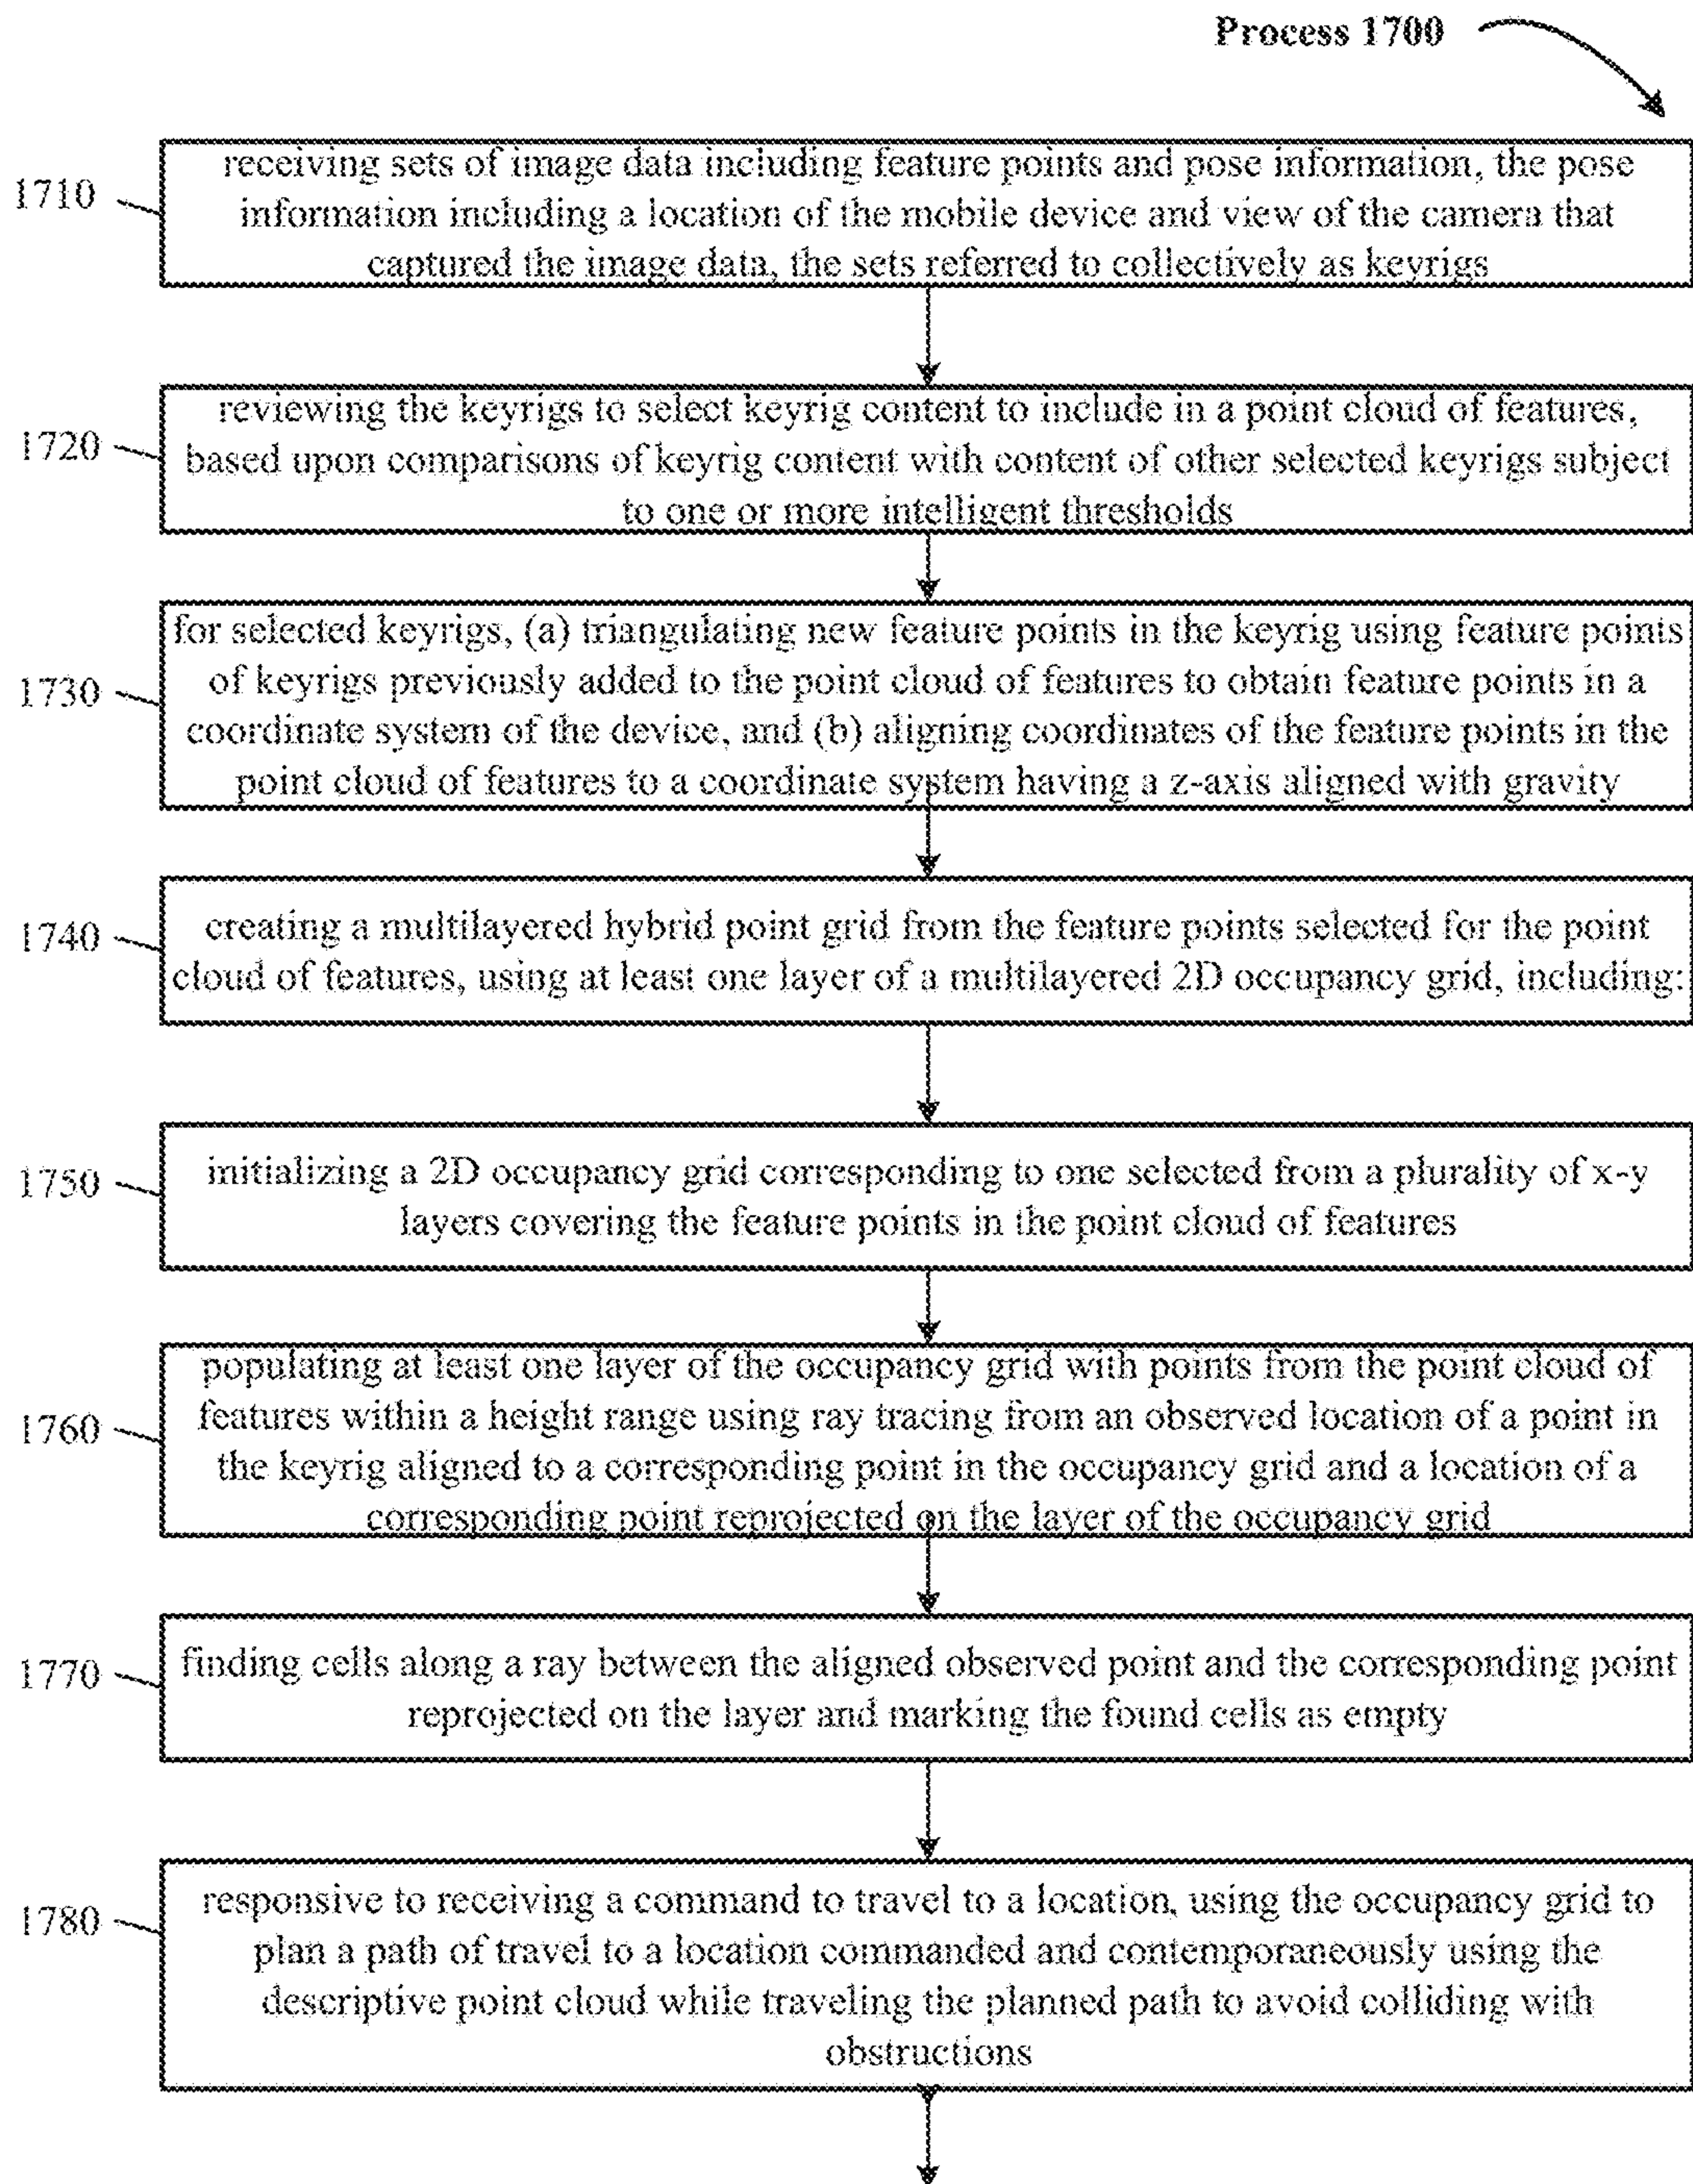 Process 1700
1710
receiving sets of image data including feature points and pose information, the pose
information including a location of the mobile device and view of the camera that
captured the image data, the sets referred to collectively as keyrigs
1720
reviewing the keyrigs to select keyrig content to include in a point cloud of features,
based upon comparisons of keyrig content with content of other selected keyrigs subject
to one or more intelligent thresholds
1730
for selected keyrigs, (a) triangulating new feature points in the keyrig using feature points
of keyrigs previously added to the point cloud of features to obtain feature points in a
coordinate system of the device, and (b) aligning coordinates of the feature points in the
point cloud of features to a coordinate system having a z-axis aligned with gravity
1740
creating a multilayered hybrid point grid from the feature points selected for the point
cloud of features, using at least one layer of a multilayered 2D occupancy grid, including:
1750
initializing a 2D occupancy grid corresponding to one selected from a plurality of x-y
layers covering the feature points in the point cloud of features
1760
populating at least one layer of the occupancy grid with points from the point cloud of
features within a height range using ray tracing from an observed location of a point in
the keyrig aligned to a corresponding point in the occupancy grid and a location of a
corresponding point reprojected on the layer of the occupancy grid
1770
finding cells along a ray between the aligned observed point and the corresponding point
reprojected on the layer and marking the found cells as empty
1780
responsive to receiving a command to travel to a location, using the occupancy grid to
plan a path of travel to a location commanded and contemporaneously using the
descriptive point cloud while traveling the planned path to avoid colliding with
obstructions